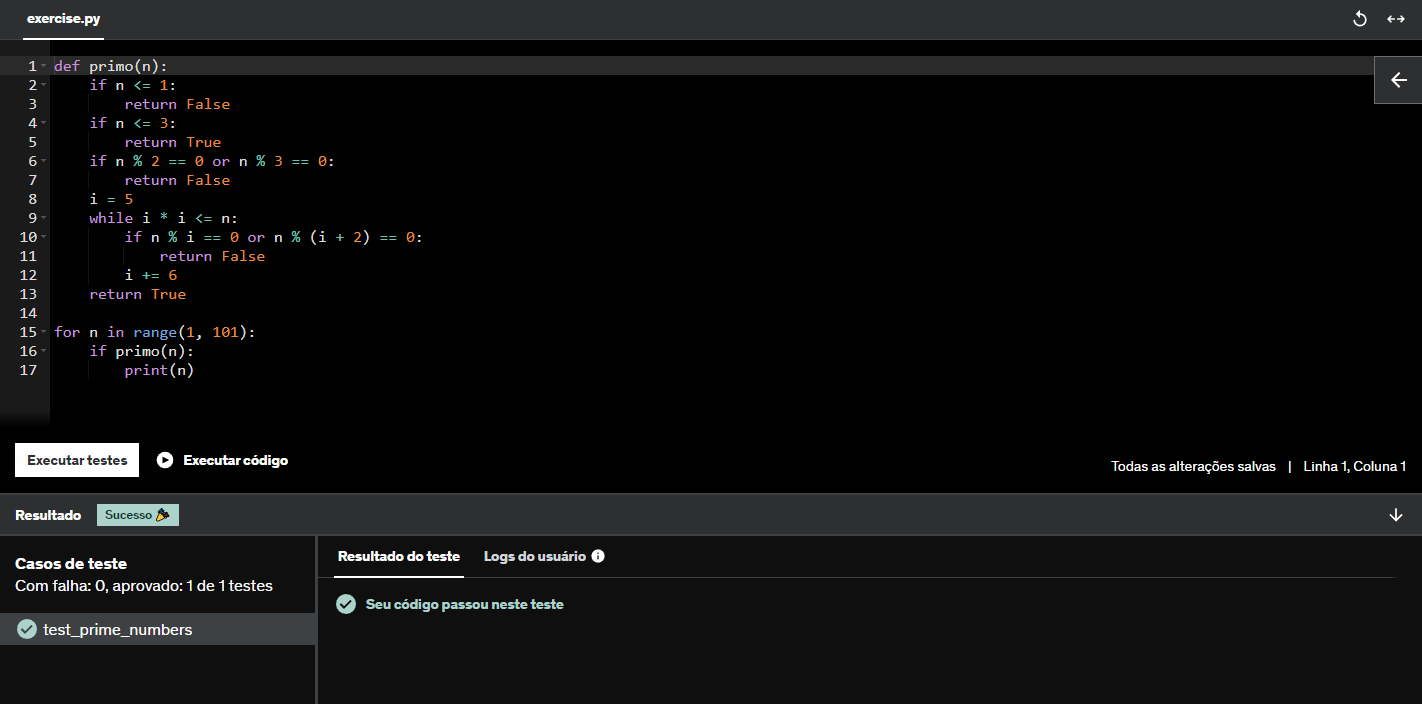 exercise.py
1 def primo(n):
2     if n <= 1:
3         return False
4     if n <= 3:
5         return True
6     if n % 2 == 0 or n % 3 == 0:
7         return False
8     i = 5
9     while i * i <= n:
10         if n % i == 0 or n % (i + 2) == 0:
11             return False
12         i += 6
13     return True
14
15 for n in range(1, 101):
16     if primo(n):
17         print(n)
Executar testes Executar código Todas as alterações salvas | Linha 1, Coluna 1
Resultado Sucesso 🎉
Casos de teste
Com falha: 0, aprovado: 1 de 1 testes
test_prime_numbers
Resultado do teste Logs do usuário
Seu código passou neste teste